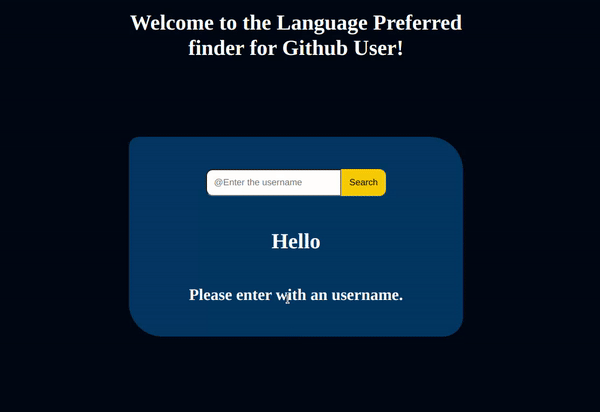 Welcome to the Language Preferred
finder for Github User!
@Enter the username
Search
Hello
Please enter with an username.